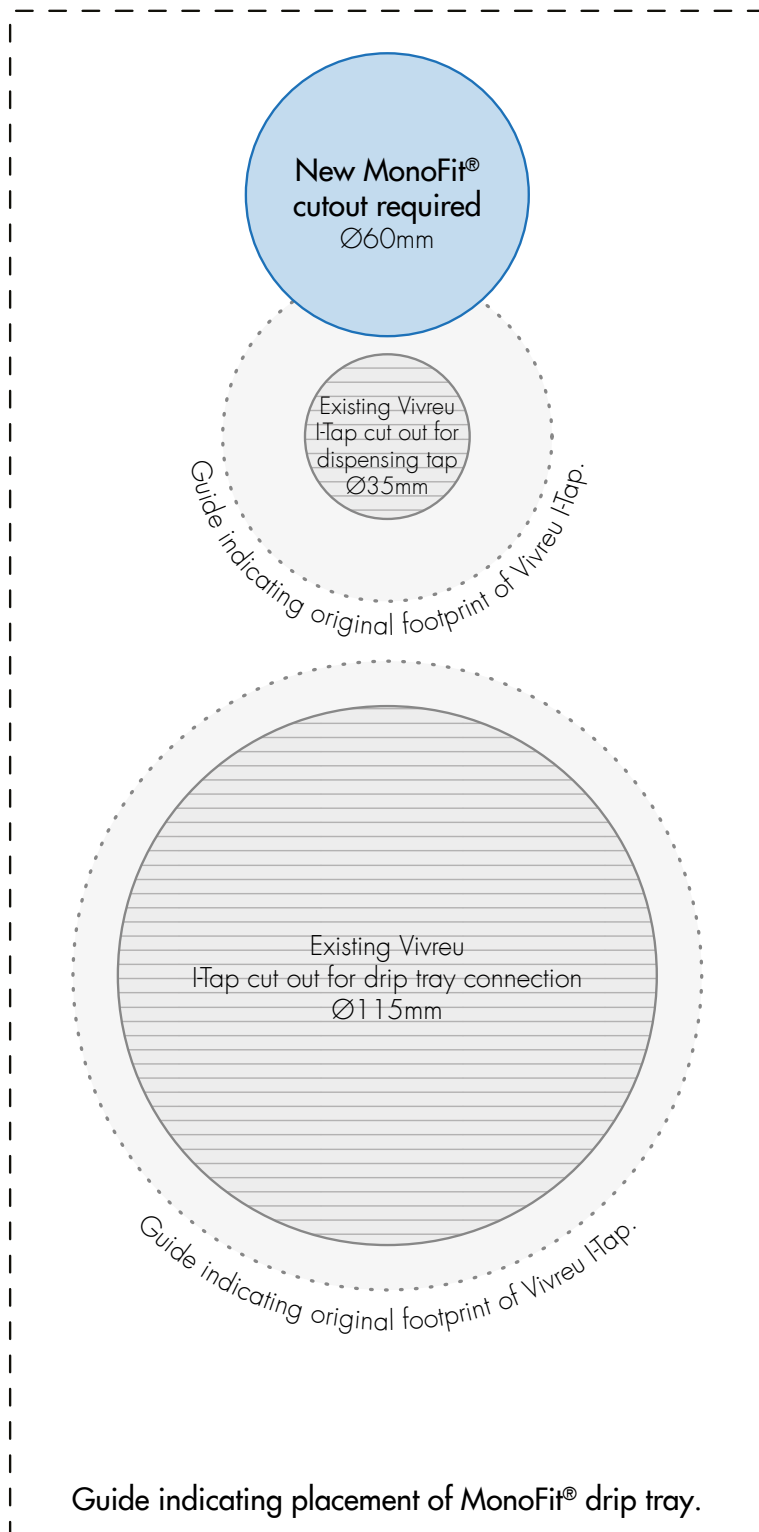 New MonoFit®
cutout required
Ø60mm
Existing Vivreu
I-Tap cut out for
dispensing tap
Ø35mm
Guide indicating original footprint of Vivreu I-Tap.
Existing Vivreu
I-Tap cut out for drip tray connection
Ø115mm
Guide indicating original footprint of Vivreu I-Tap.
Guide indicating placement of MonoFit® drip tray.